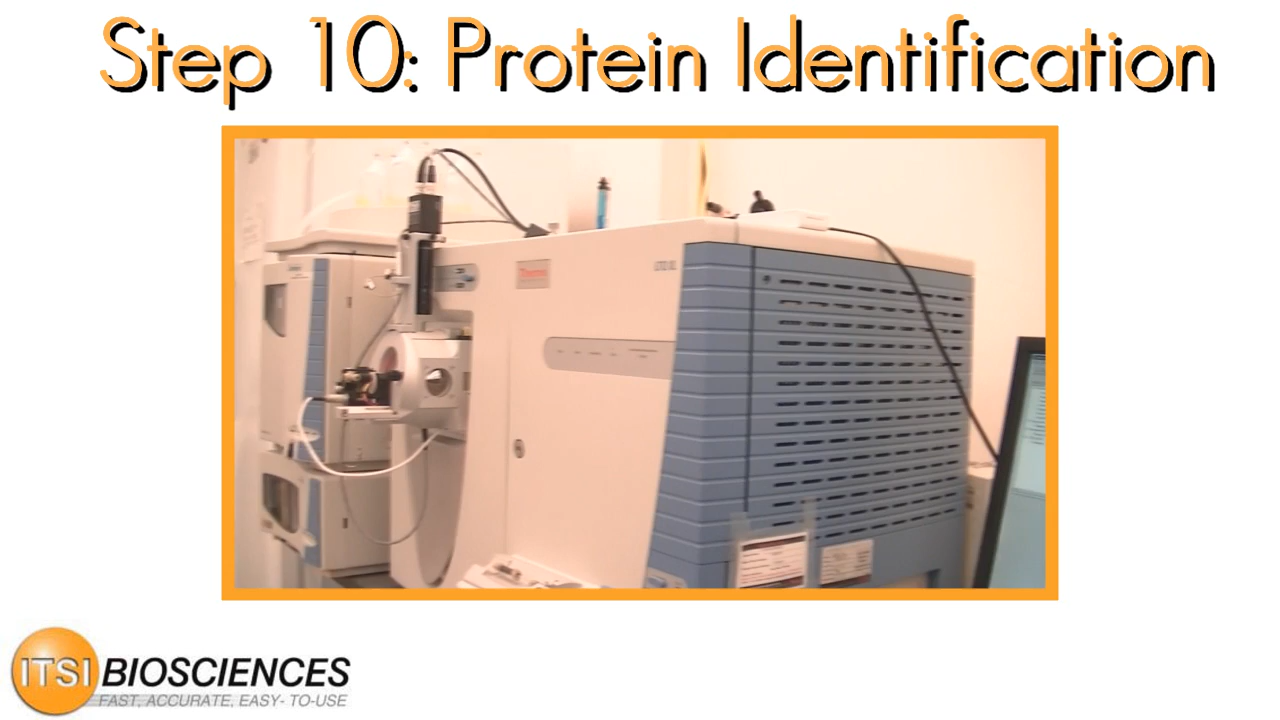 Step 10: Protein Identification
Thermo
ITSI BIOSCIENCES
FAST, ACCURATE, EASY- TO-USE